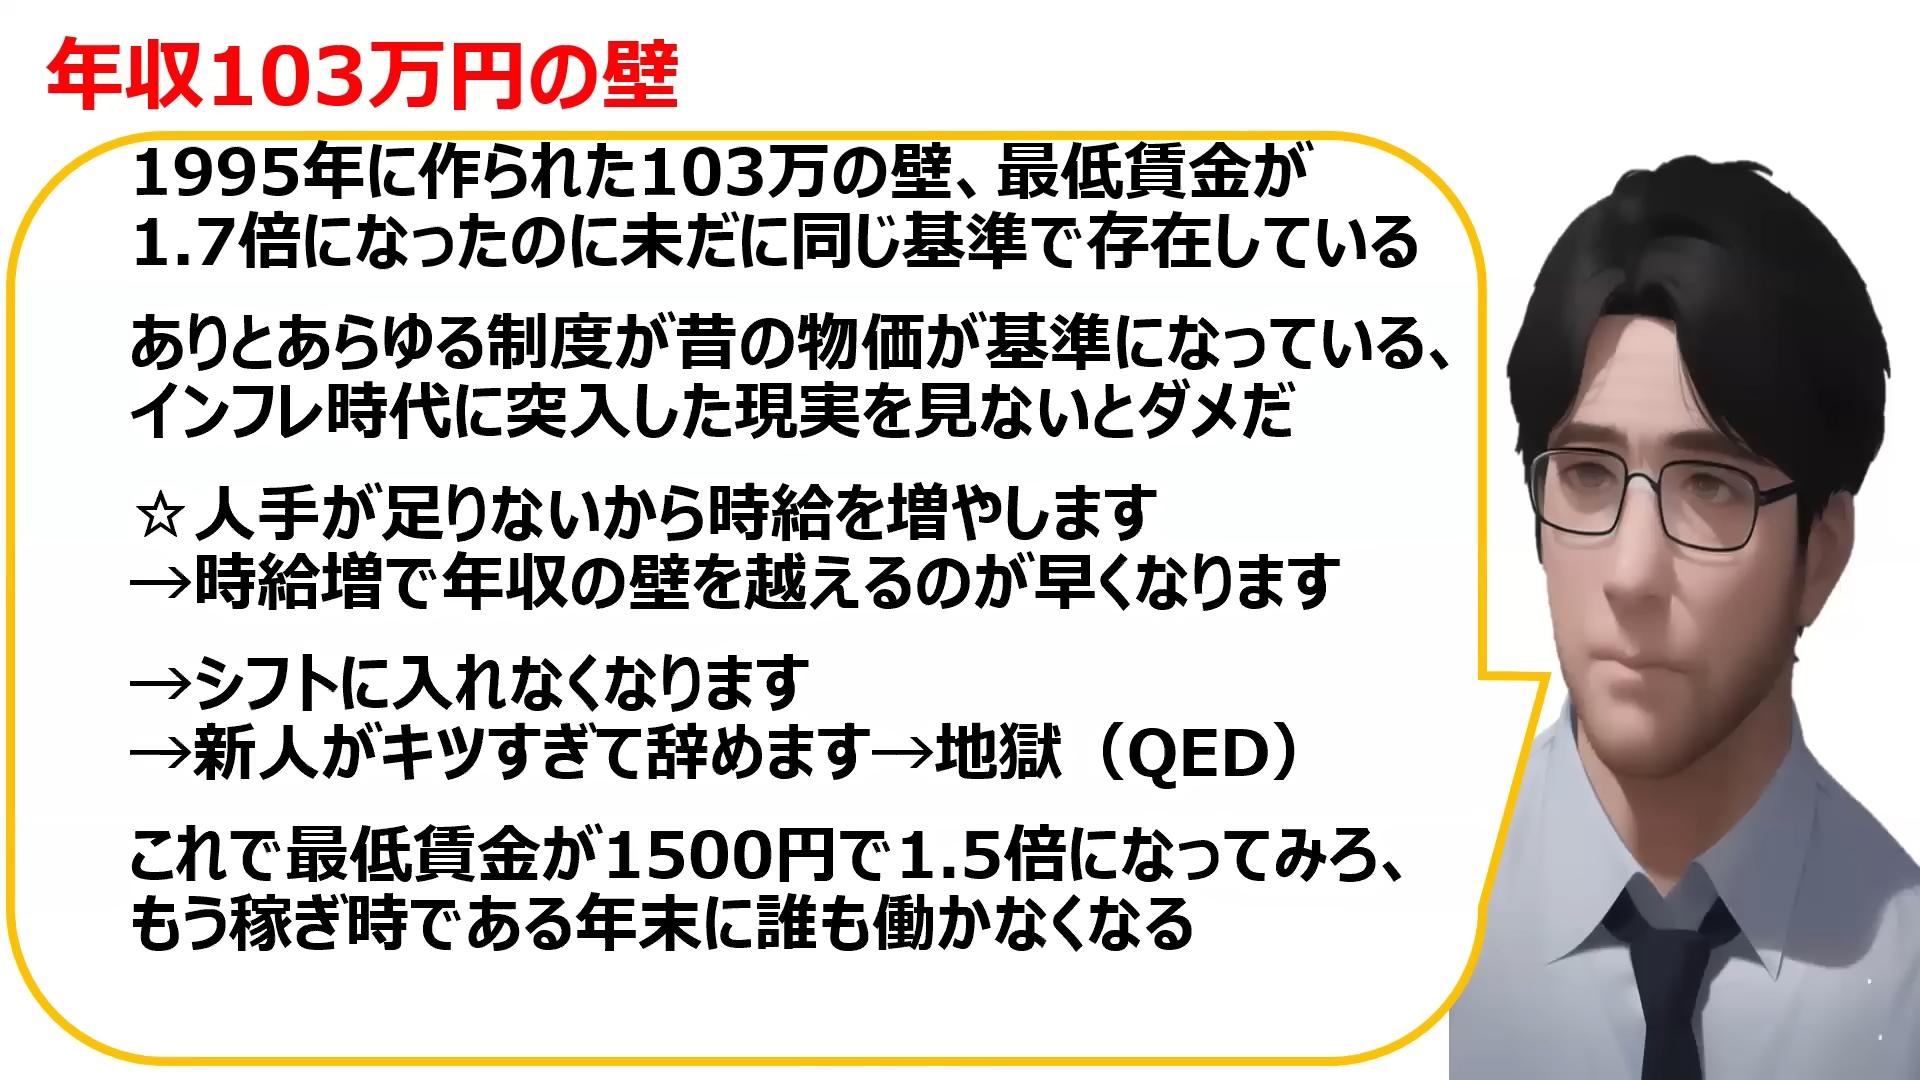 年収103万円の壁
1995年に作られた103万の壁、最低賃金が
1.7倍になったのに未だに同じ基準で存在している
ありとあらゆる制度が昔の物価が基準になっている、
インフレ時代に突入した現実を見ないとダメだ
☆人手が足りないから時給を増やします
→時給増で年収の壁を越えるのが早くなります
→シフトに入れなくなります
→新人がキツすぎて辞めます→地獄（QED）
これで最低賃金が1500円で1.5倍になってみろ、
もう稼ぎ時である年末に誰も働かなくなる